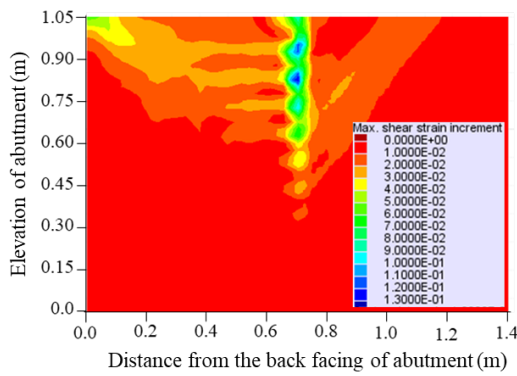 1.05
0.90
0.75
0.60
0.45
0.30
0.15
0.0
Elevation of abutment (m)
Max. shear strain increment
0.0000E+00
1.0000E-02
2.0000E-02
3.0000E-02
4.0000E-02
5.0000E-02
6.0000E-02
7.0000E-02
8.0000E-02
9.0000E-02
1.0000E-01
1.1000E-01
1.2000E-01
1.3000E-01
0.0 0.2 0.4 0.6 0.8 1.0 1.2 1.4
Distance from the back facing of abutment (m)